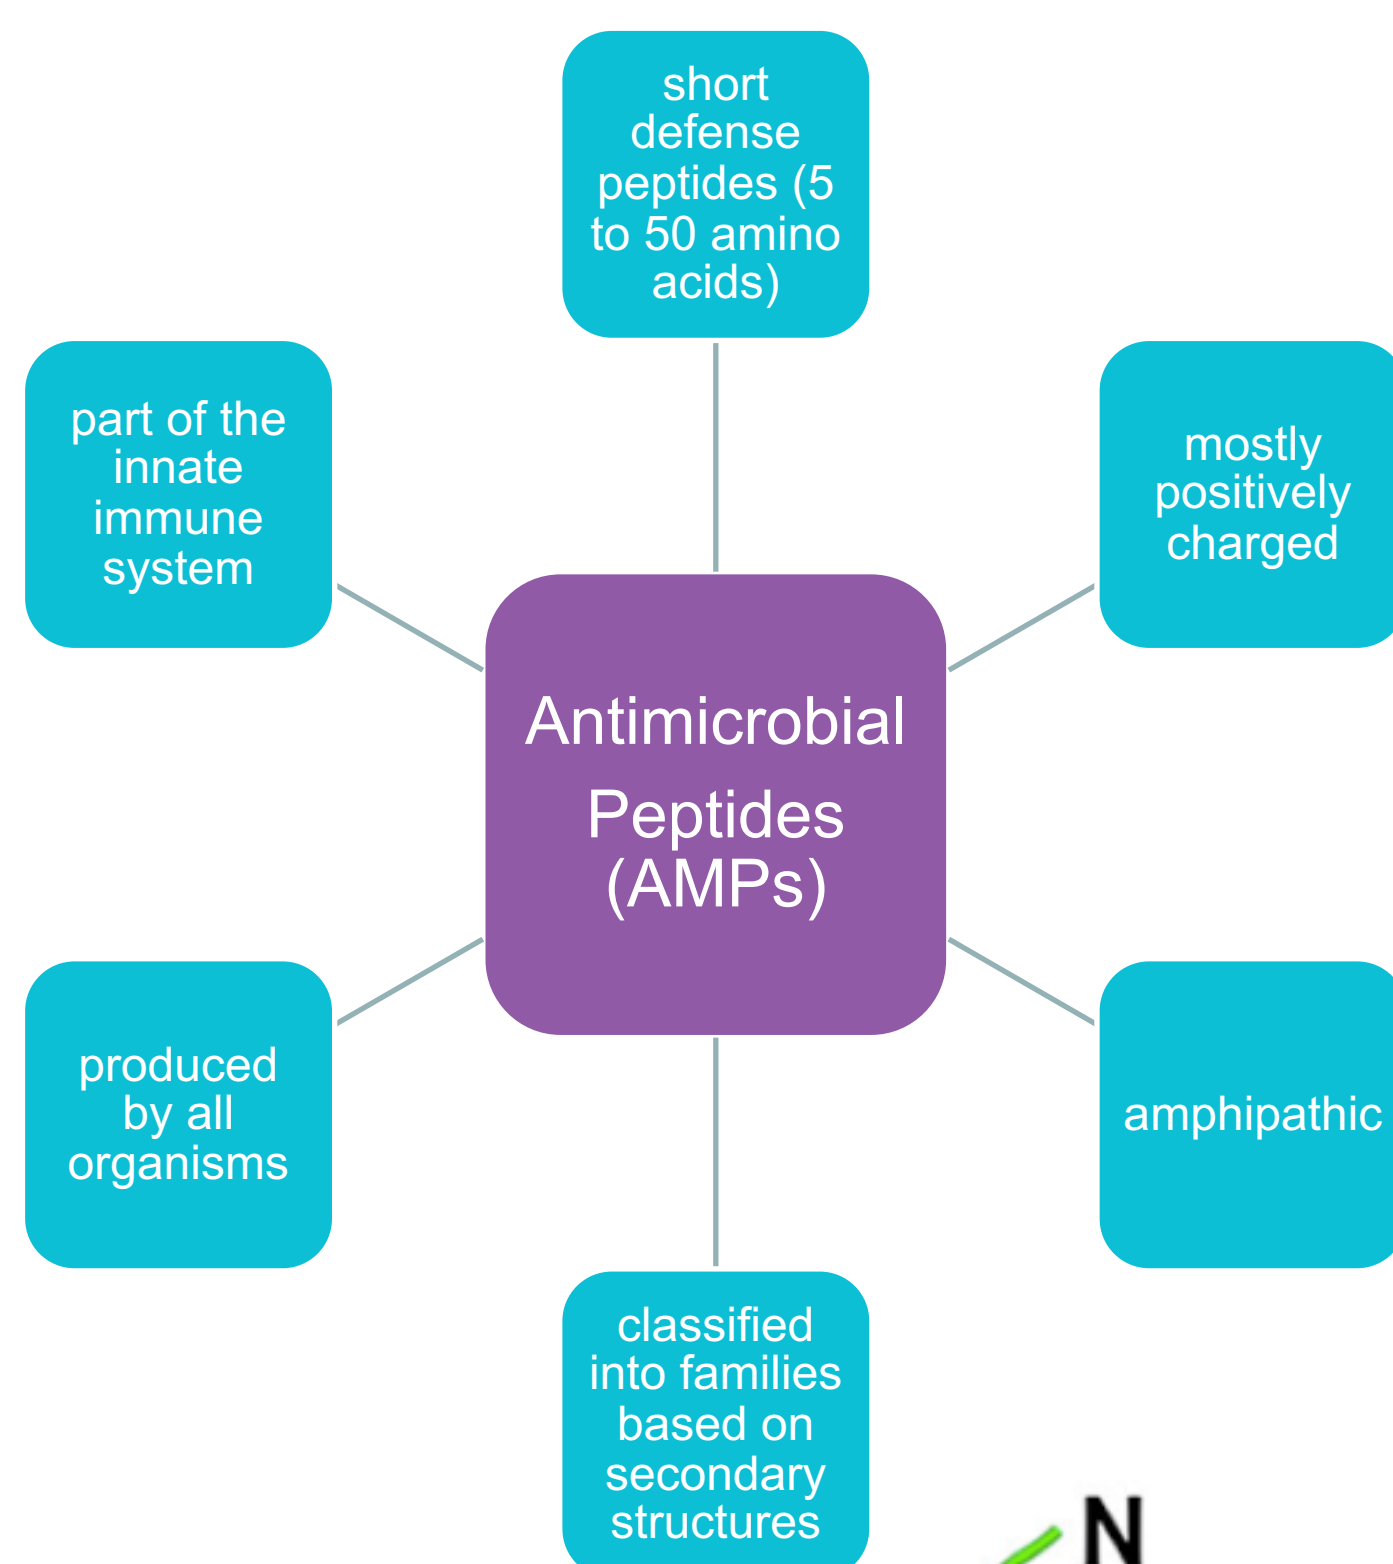 short
defense
peptides (5
to 50 amino
acids)
part of the
innate
immune
system
mostly
positively
charged
Antimicrobial
Peptides
(AMPs)
produced
by all
organisms
amphipathic
classified
into families
based on
secondary
structures
N